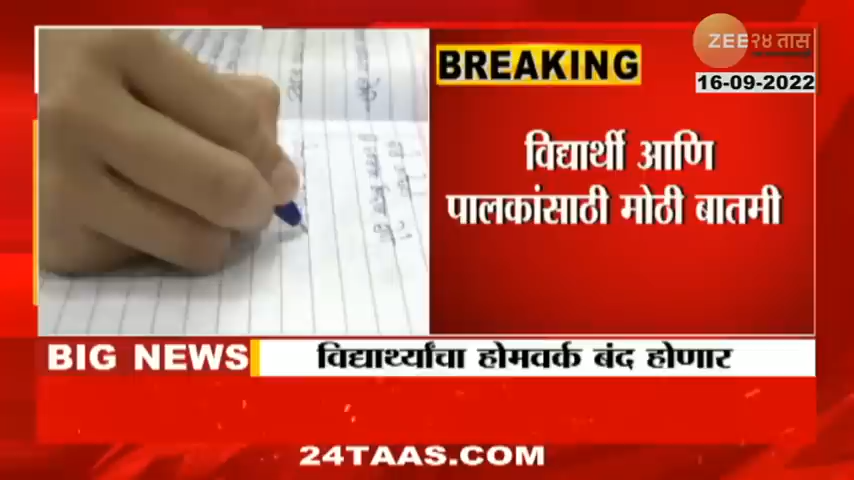 ZEE २४ तास
BREAKING
16-09-2022
विद्यार्थी आणि
पालकांसाठी मोठी बातमी
BIG NEWS
विद्यार्थ्यांचा होमवर्क बंद होणार
24TAAS.COM